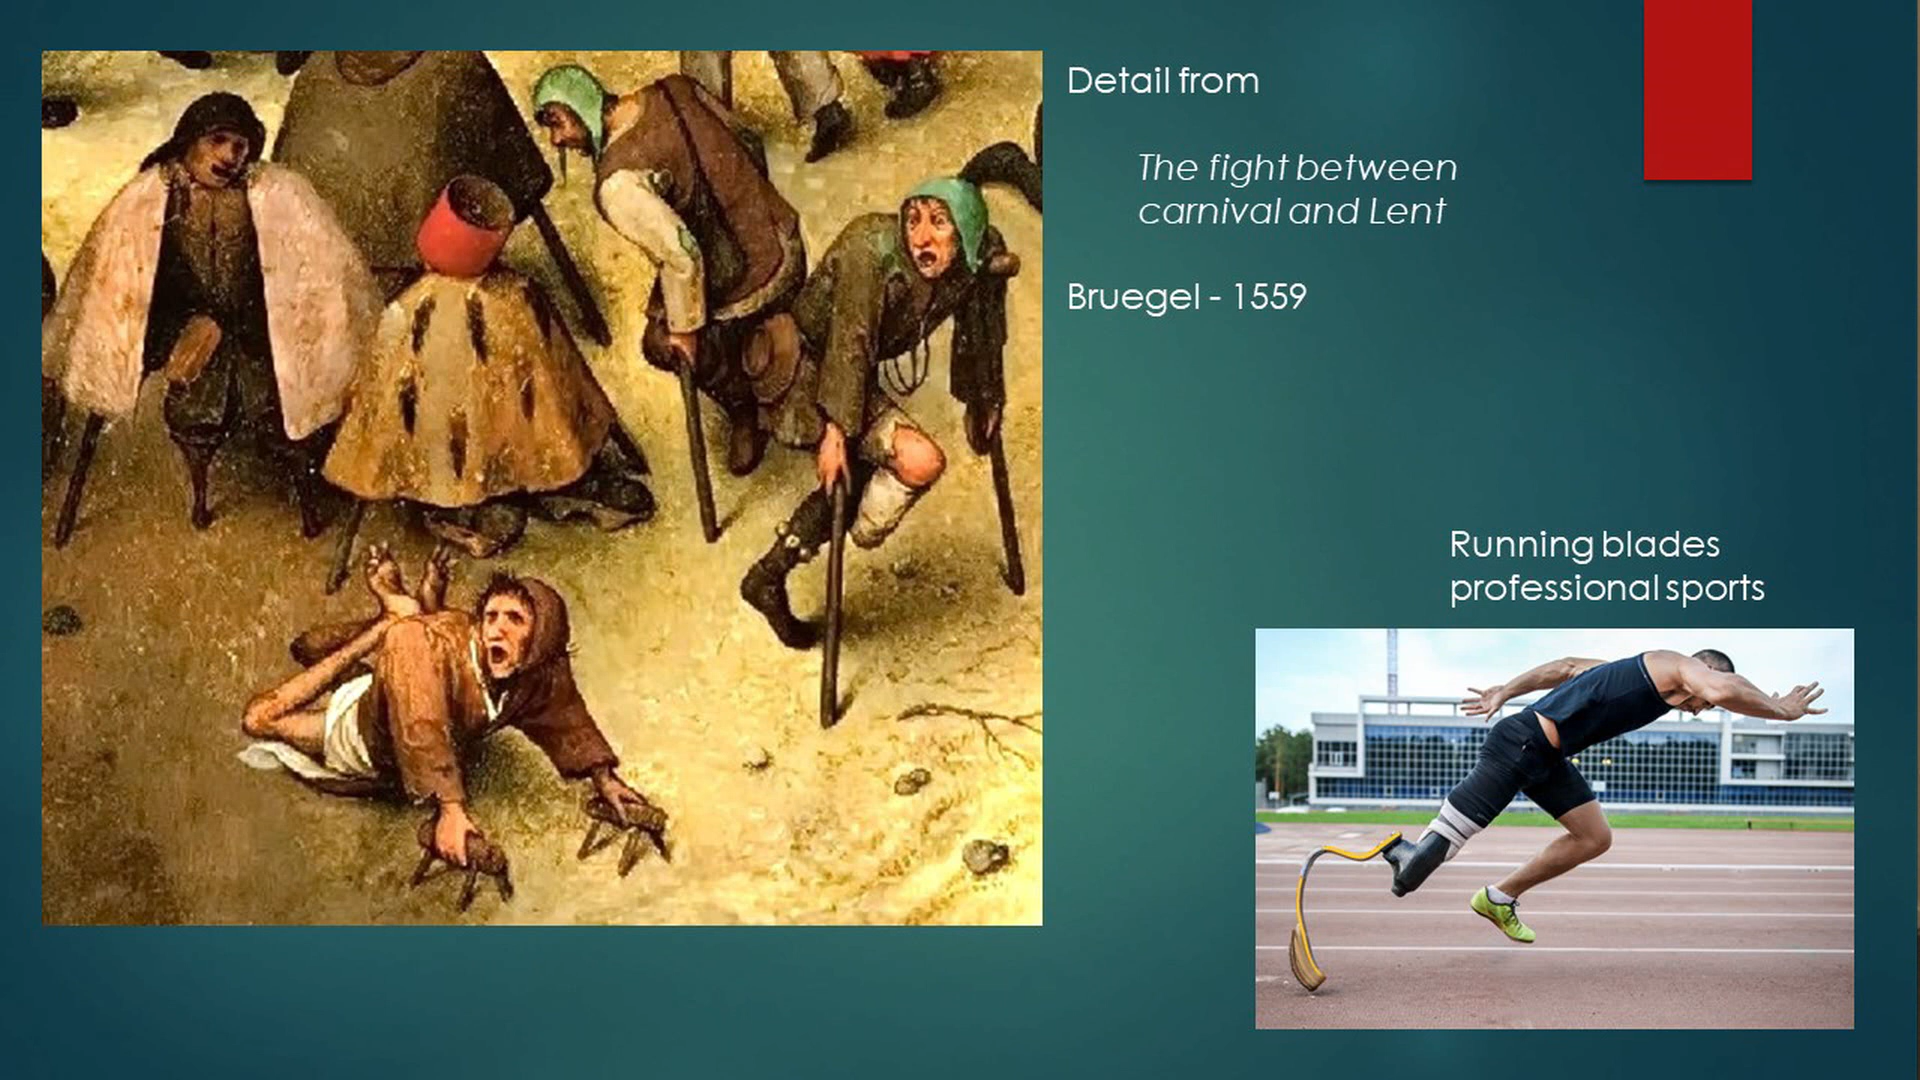 Detail from
The fight between
carnival and Lent
Bruegel - 1559
Running blades
professional sports